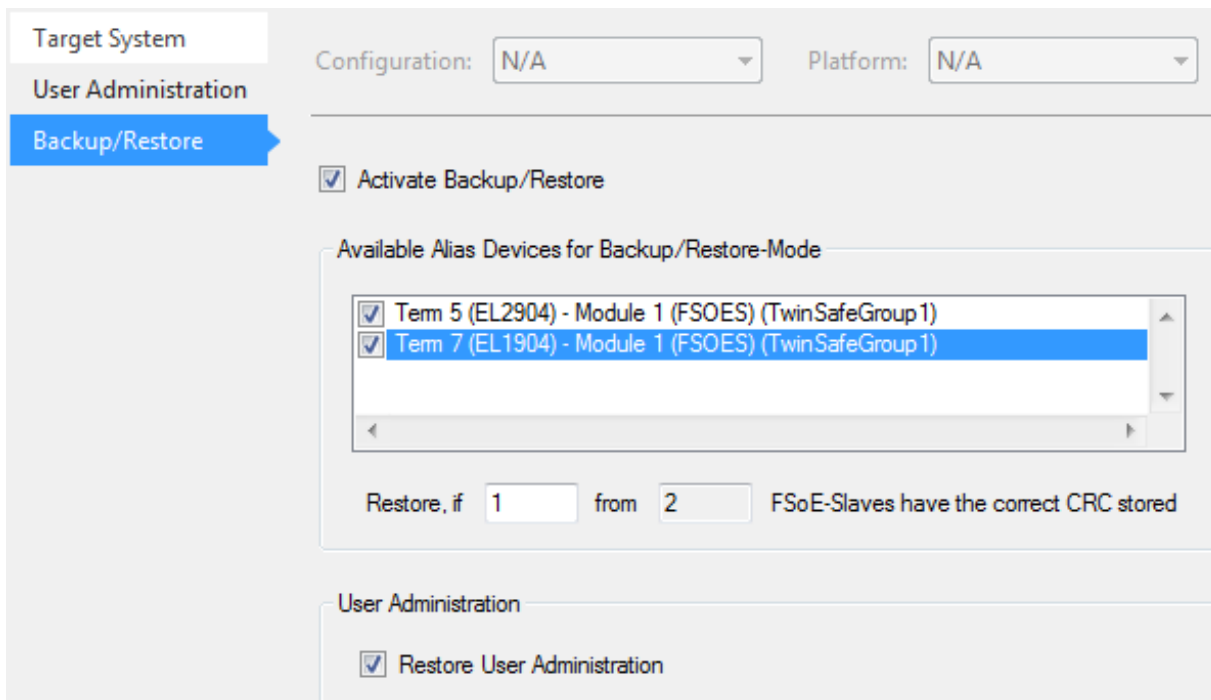 Target System
User Administration
Backup/Restore
Configuration: N/A Platform: N/A
Activate Backup/Restore
Available Alias Devices for Backup/Restore-Mode
Term 5 (EL2904) - Module 1 (FSOES) (TwinSafeGroup1)
Term 7 (EL1904) - Module 1 (FSOES) (TwinSafeGroup1)
Restore, if 1 from 2 FSoE-Slaves have the correct CRC stored
User Administration
Restore User Administration